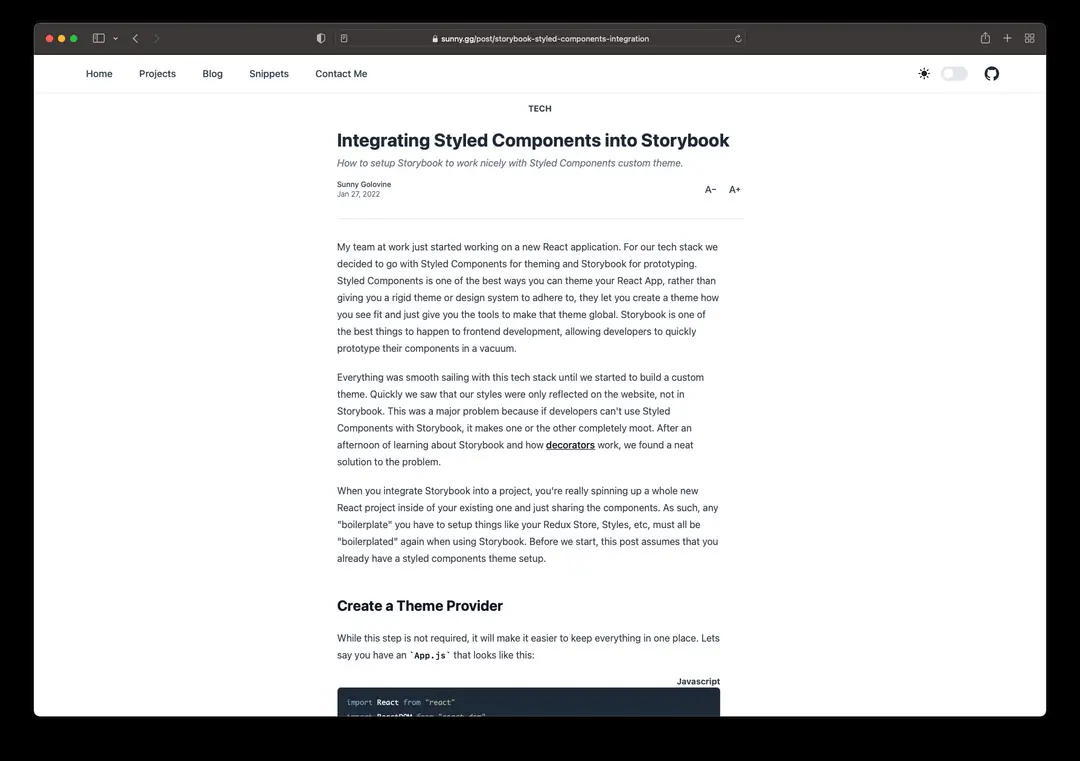 sunny.gg/post/storybook-styled-components-integration
Home Projects Blog Snippets Contact Me
TECH
Integrating Styled Components into Storybook
How to setup Storybook to work nicely with Styled Components custom theme.
Sunny Golovine
Jan 27, 2022
A- A+
My team at work just started working on a new React application. For our tech stack we
decided to go with Styled Components for theming and Storybook for prototyping.
Styled Components is one of the best ways you can theme your React App, rather than
giving you a rigid theme or design system to adhere to, they let you create a theme how
you see fit and just give you the tools to make that theme global. Storybook is one of
the best things to happen to frontend development, allowing developers to quickly
prototype their components in a vacuum.
Everything was smooth sailing with this tech stack until we started to build a custom
theme. Quickly we saw that our styles were only reflected on the website, not in
Storybook. This was a major problem because if developers can't use Styled
Components with Storybook, it makes one or the other completely moot. After an
afternoon of learning about Storybook and how decorators work, we found a neat
solution to the problem.
When you integrate Storybook into a project, you're really spinning up a whole new
React project inside of your existing one and just sharing the components. As such, any
"boilerplate" you have to setup things like your Redux Store, Styles, etc, must all be
"boilerplated" again when using Storybook. Before we start, this post assumes that you
already have a styled components theme setup.
Create a Theme Provider
While this step is not required, it will make it easier to keep everything in one place. Lets
say you have an `App.js` that looks like this:
Javascript
import React from "react"
import ReactDOM from "react-dom"